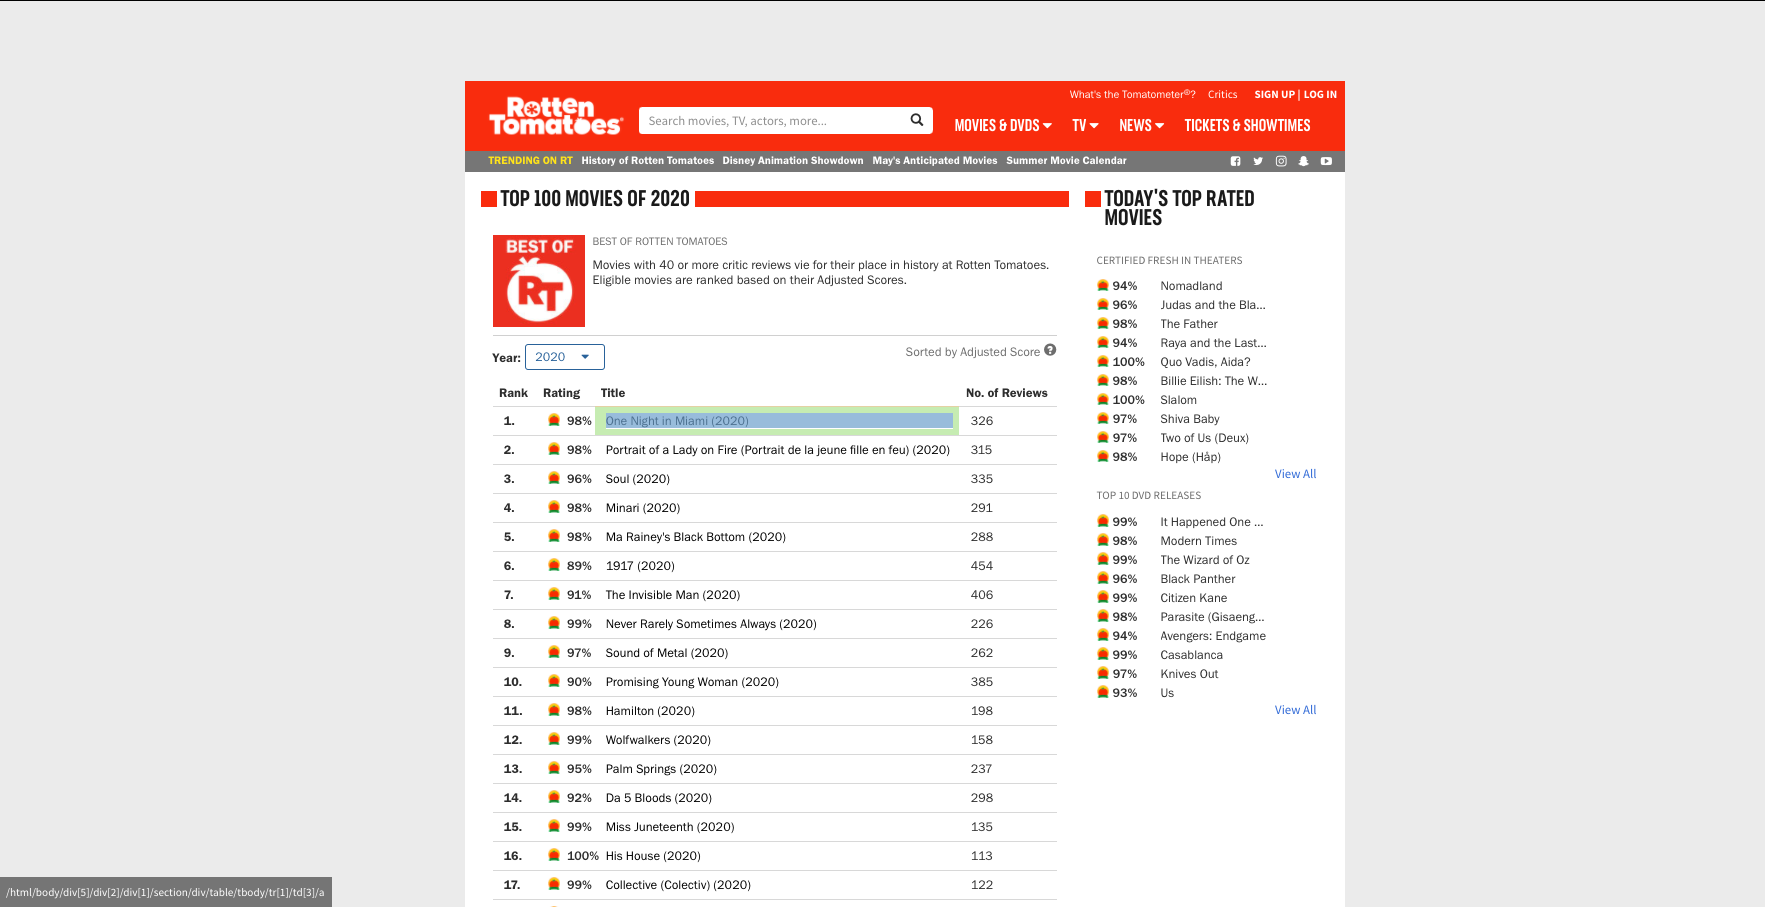 What's the Tomatometer®? Critics SIGN UP | LOG IN
Rotten Tomatoes
Search movies, TV, actors, more...
MOVIES & DVDS TV NEWS TICKETS & SHOWTIMES
TRENDING ON RT History of Rotten Tomatoes Disney Animation Showdown May's Anticipated Movies Summer Movie Calendar
TOP 100 MOVIES OF 2020
BEST OF RT
BEST OF ROTTEN TOMATOES
Movies with 40 or more critic reviews vie for their place in history at Rotten Tomatoes.
Eligible movies are ranked based on their Adjusted Scores.
Year: 2020
Sorted by Adjusted Score ?
Rank Rating Title No. of Reviews
1. 98% One Night in Miami (2020) 326
2. 98% Portrait of a Lady on Fire (Portrait de la jeune fille en feu) (2020) 315
3. 96% Soul (2020) 335
4. 98% Minari (2020) 291
5. 98% Ma Rainey's Black Bottom (2020) 288
6. 89% 1917 (2020) 454
7. 91% The Invisible Man (2020) 406
8. 99% Never Rarely Sometimes Always (2020) 226
9. 97% Sound of Metal (2020) 262
10. 90% Promising Young Woman (2020) 385
11. 98% Hamilton (2020) 198
12. 99% Wolfwalkers (2020) 158
13. 95% Palm Springs (2020) 237
14. 92% Da 5 Bloods (2020) 298
15. 99% Miss Juneteenth (2020) 135
16. 100% His House (2020) 113
17. 99% Collective (Colectiv) (2020) 122
TODAY'S TOP RATED
MOVIES
CERTIFIED FRESH IN THEATERS
94% Nomadland
96% Judas and the Bla...
98% The Father
94% Raya and the Last...
100% Quo Vadis, Aida?
98% Billie Eilish: The W...
100% Slalom
97% Shiva Baby
97% Two of Us (Deux)
98% Hope (Håp)
View All
TOP 10 DVD RELEASES
99% It Happened One ...
98% Modern Times
99% The Wizard of Oz
96% Black Panther
99% Citizen Kane
98% Parasite (Gisaeng...
94% Avengers: Endgame
99% Casablanca
97% Knives Out
93% Us
View All
/html/body/div[5]/div[2]/div[1]/section/div/table/tbody/tr[1]/td[3]/a